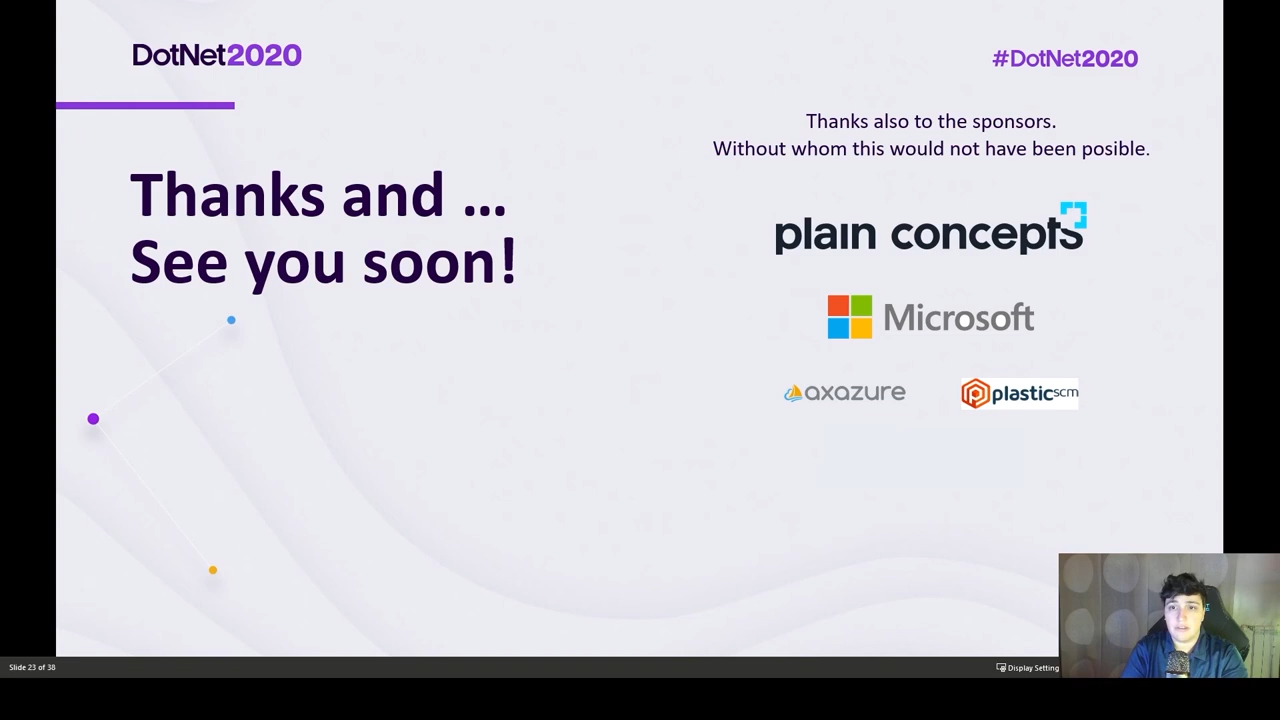 DotNet2020
#DotNet2020
Thanks and ...
See you soon!
Thanks also to the sponsors.
Without whom this would not have been posible.
plain concepts
Microsoft
axazure
plasticSCM
Slide 23 of 38
Display Setting